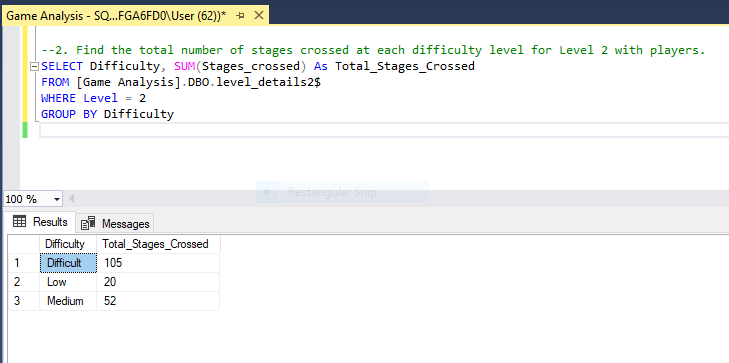 Game Analysis - SQ...FGA6FD0\User (62))*
--2. Find the total number of stages crossed at each difficulty level for Level 2 with players.
SELECT Difficulty, SUM(Stages_crossed) As Total_Stages_Crossed
FROM [Game Analysis].DBO.level_details2$
WHERE Level = 2
GROUP BY Difficulty
Rectangular Snip
100 %
Results Messages
Difficulty Total_Stages_Crossed
1 Difficult 105
2 Low 20
3 Medium 52